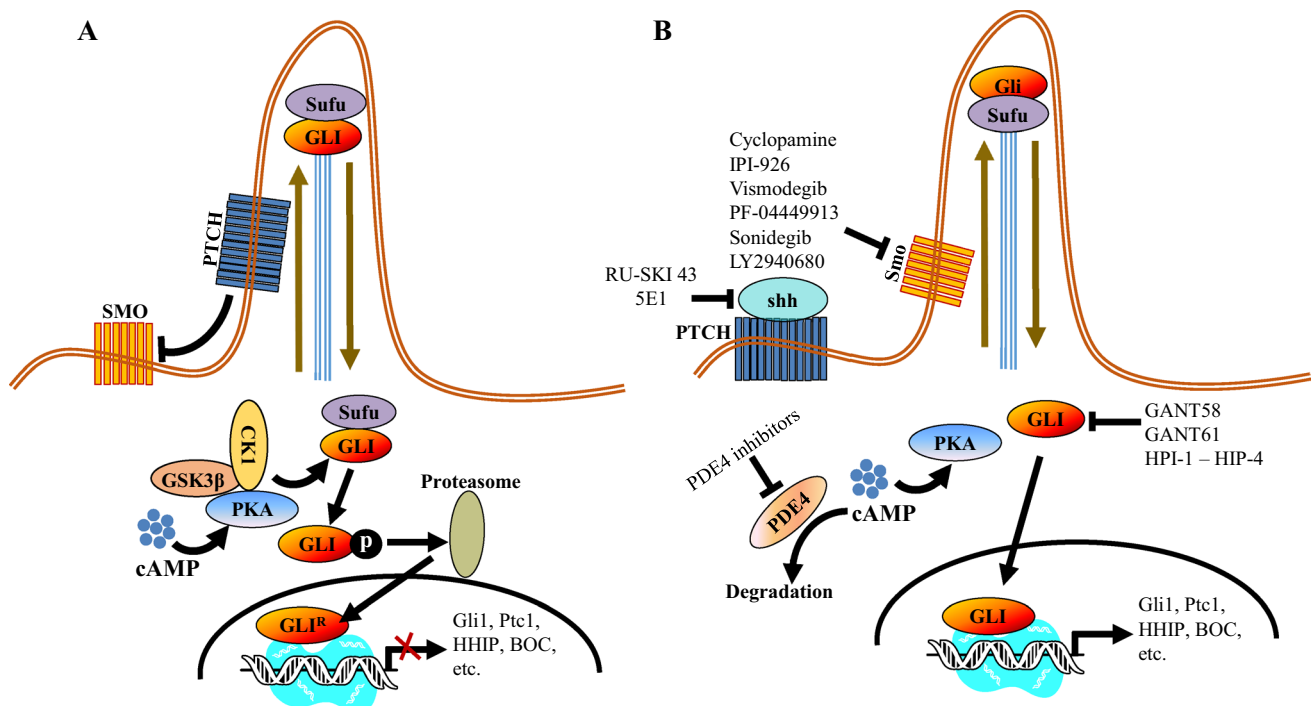 A
Sufu
GLI
PTCH
SMO
Sufu
GLI
CK1
GSK3β
PKA
cAMP
GLI
p
Proteasome
GLIR
Gli1, Ptc1,
HHIP, BOC,
etc.
B
Gli
Sufu
Cyclopamine
IPI-926
Vismodegib
PF-04449913
Sonidegib
LY2940680
Smo
RU-SKI 43
5E1
shh
PTCH
GLI
GANT58
GANT61
HPI-1 – HIP-4
PKA
PDE4 inhibitors
PDE4
cAMP
Degradation
GLI
Gli1, Ptc1,
HHIP, BOC,
etc.